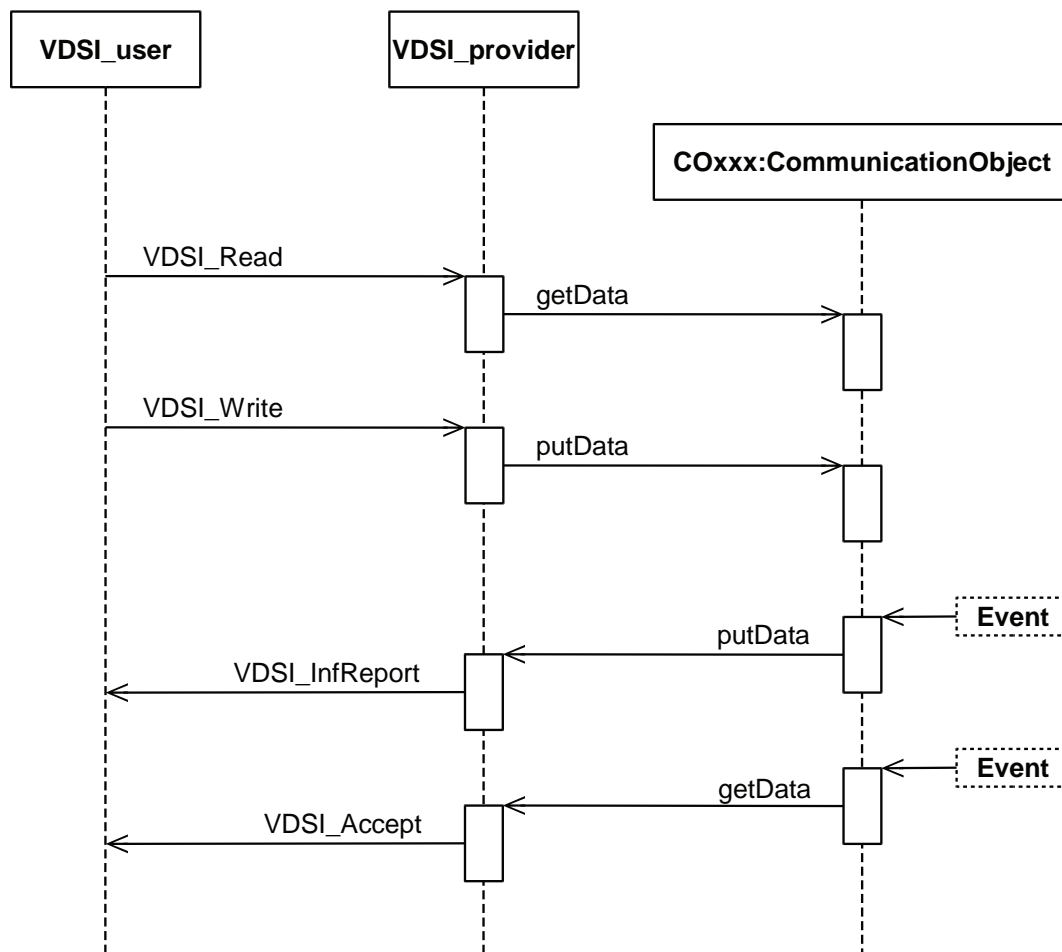 VDSI_user
VDSI_provider
COxxx:CommunicationObject
VDSI_Read
getData
VDSI_Write
putData
Event
putData
VDSI_InfReport
Event
getData
VDSI_Accept